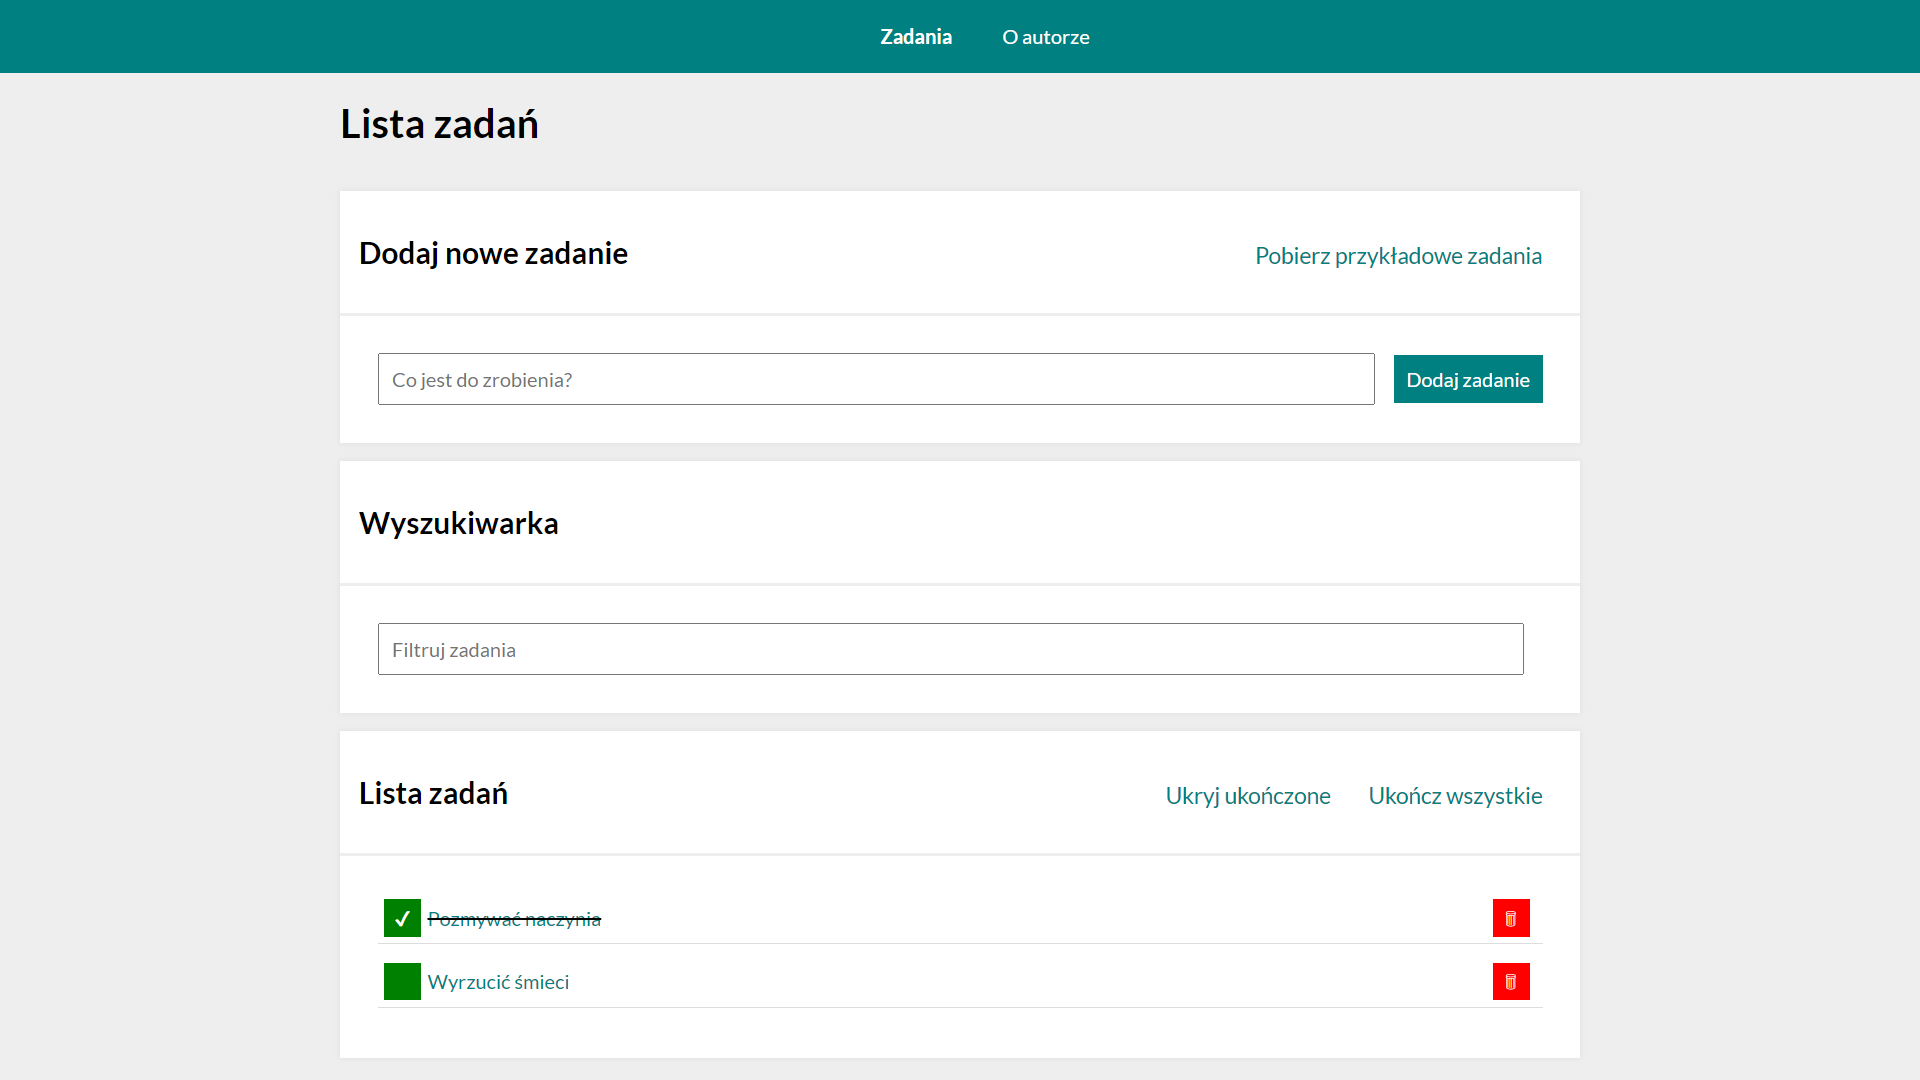 Zadania O autorze
Lista zadań
Dodaj nowe zadanie Pobierz przykładowe zadania
Co jest do zrobienia? Dodaj zadanie
Wyszukiwarka
Filtruj zadania
Lista zadań Ukryj ukończone Ukończ wszystkie
Pozmywać naczynia
Wyrzucić śmieci